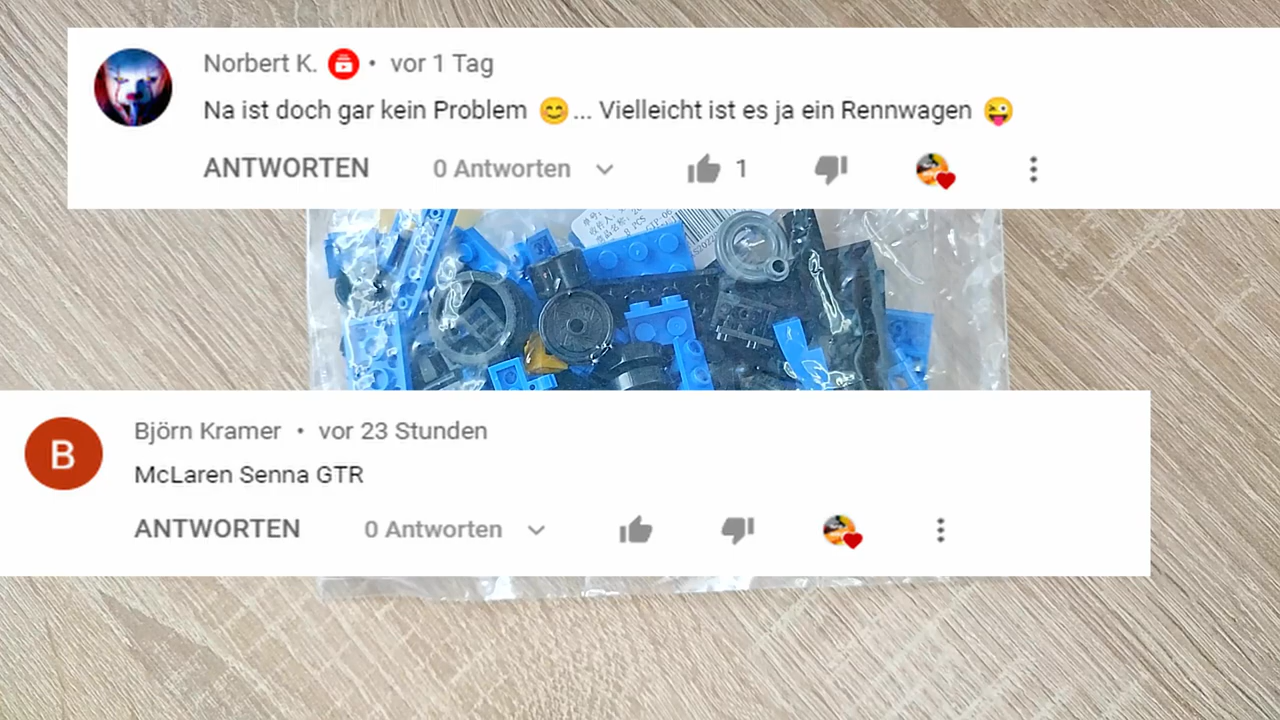 Norbert K. • vor 1 Tag
Na ist doch gar kein Problem 😊... Vielleicht ist es ja ein Rennwagen 😜
ANTWORTEN 0 Antworten 1
Björn Kramer • vor 23 Stunden
B
McLaren Senna GTR
ANTWORTEN 0 Antworten